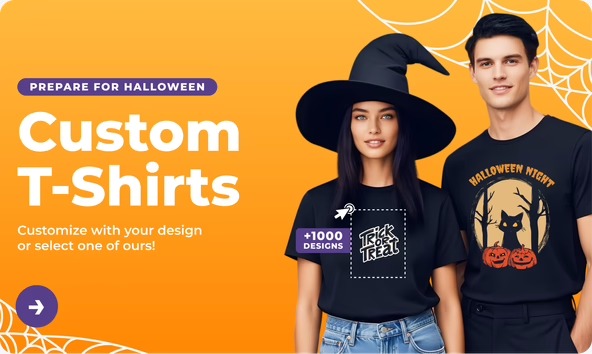 PREPARE FOR HALLOWEEN
Custom
T-Shirts
Customize with your design
or select one of ours!
+1000
DESIGNS
Trick
OR
TREAT
HALLOWEEN NIGHT